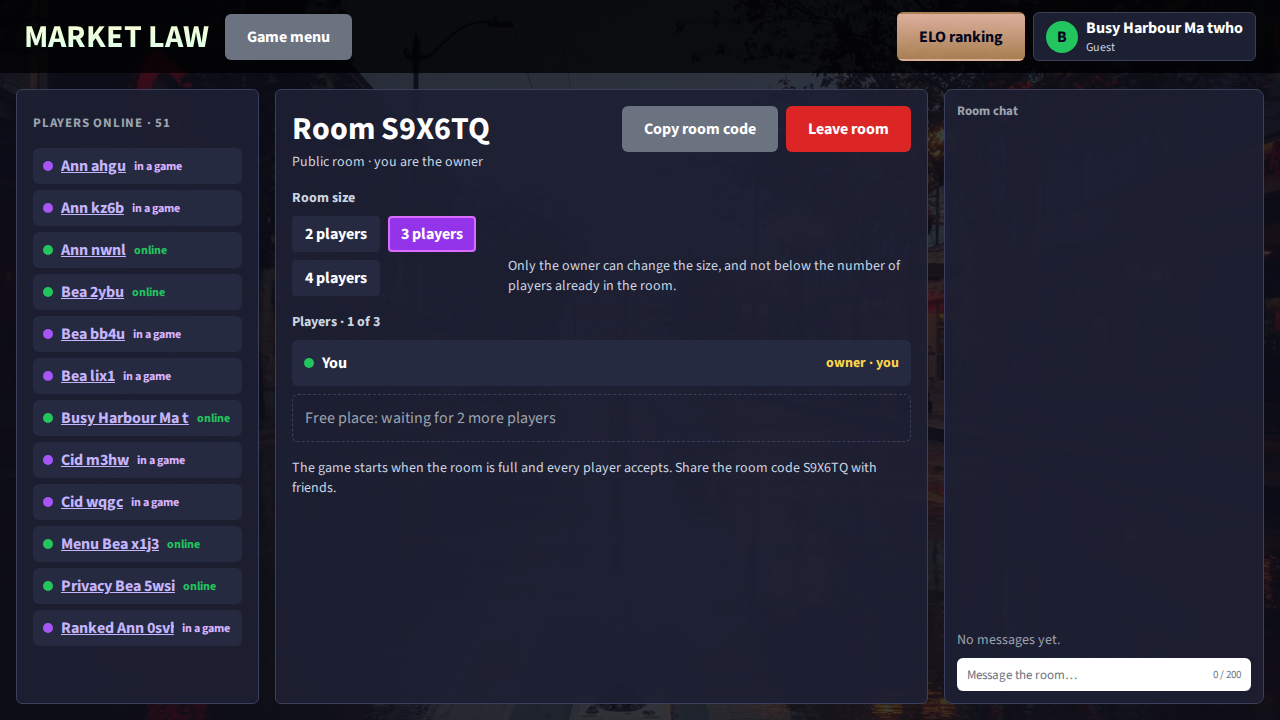 MARKET LAW
Game menu
ELO ranking
B
Busy Harbour Ma twho
Guest
PLAYERS ONLINE · 51
Ann ahgu in a game
Ann kz6b in a game
Ann nwnl online
Bea 2ybu online
Bea bb4u in a game
Bea lix1 in a game
Busy Harbour Ma t online
Cid m3hw in a game
Cid wqgc in a game
Menu Bea x1j3 online
Privacy Bea 5wsi online
Ranked Ann 0svl in a game
Room S9X6TQ
Copy room code
Leave room
Public room · you are the owner
Room size
2 players
3 players
4 players
Only the owner can change the size, and not below the number of
players already in the room.
Players · 1 of 3
You
owner · you
Free place: waiting for 2 more players
The game starts when the room is full and every player accepts. Share the room code S9X6TQ with
friends.
Room chat
No messages yet.
Message the room…
0 / 200